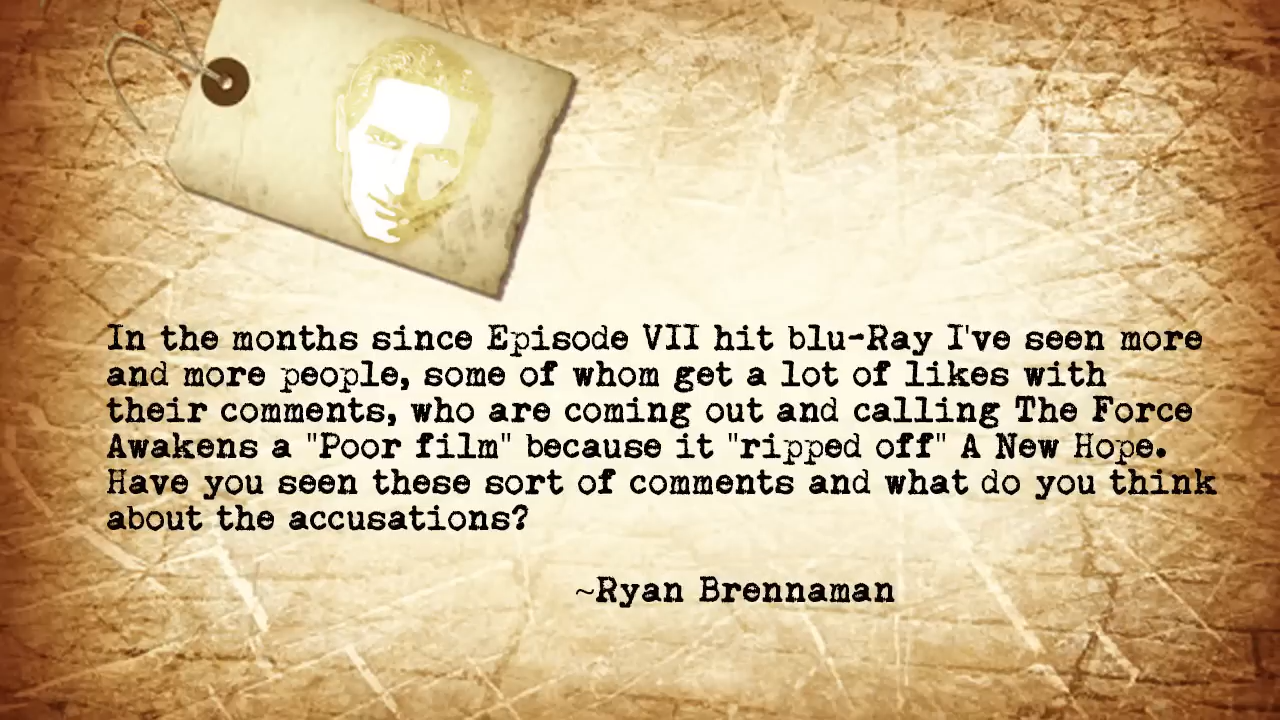 In the months since Episode VII hit blu-Ray I've seen more
and more people, some of whom get a lot of likes with
their comments, who are coming out and calling The Force
Awakens a "Poor film" because it "ripped off" A New Hope.
Have you seen these sort of comments and what do you think
about the accusations?
~Ryan Brennaman